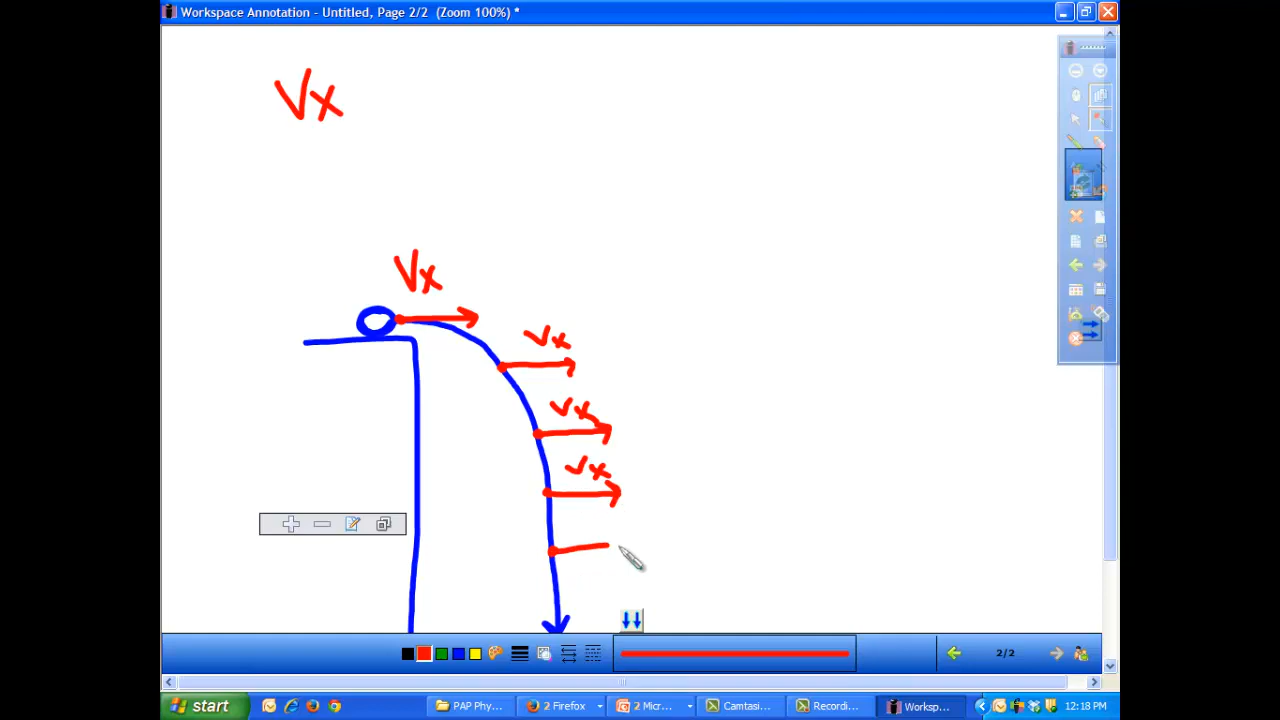 Workspace Annotation - Untitled, Page 2/2 (Zoom 100%) *
Vx
Vx
Vx
Vx
Vx
2/2
start
PAP Phy...
2 Firefox
2 Micr...
Camtasi...
Recordi...
Worksp...
12:18 PM